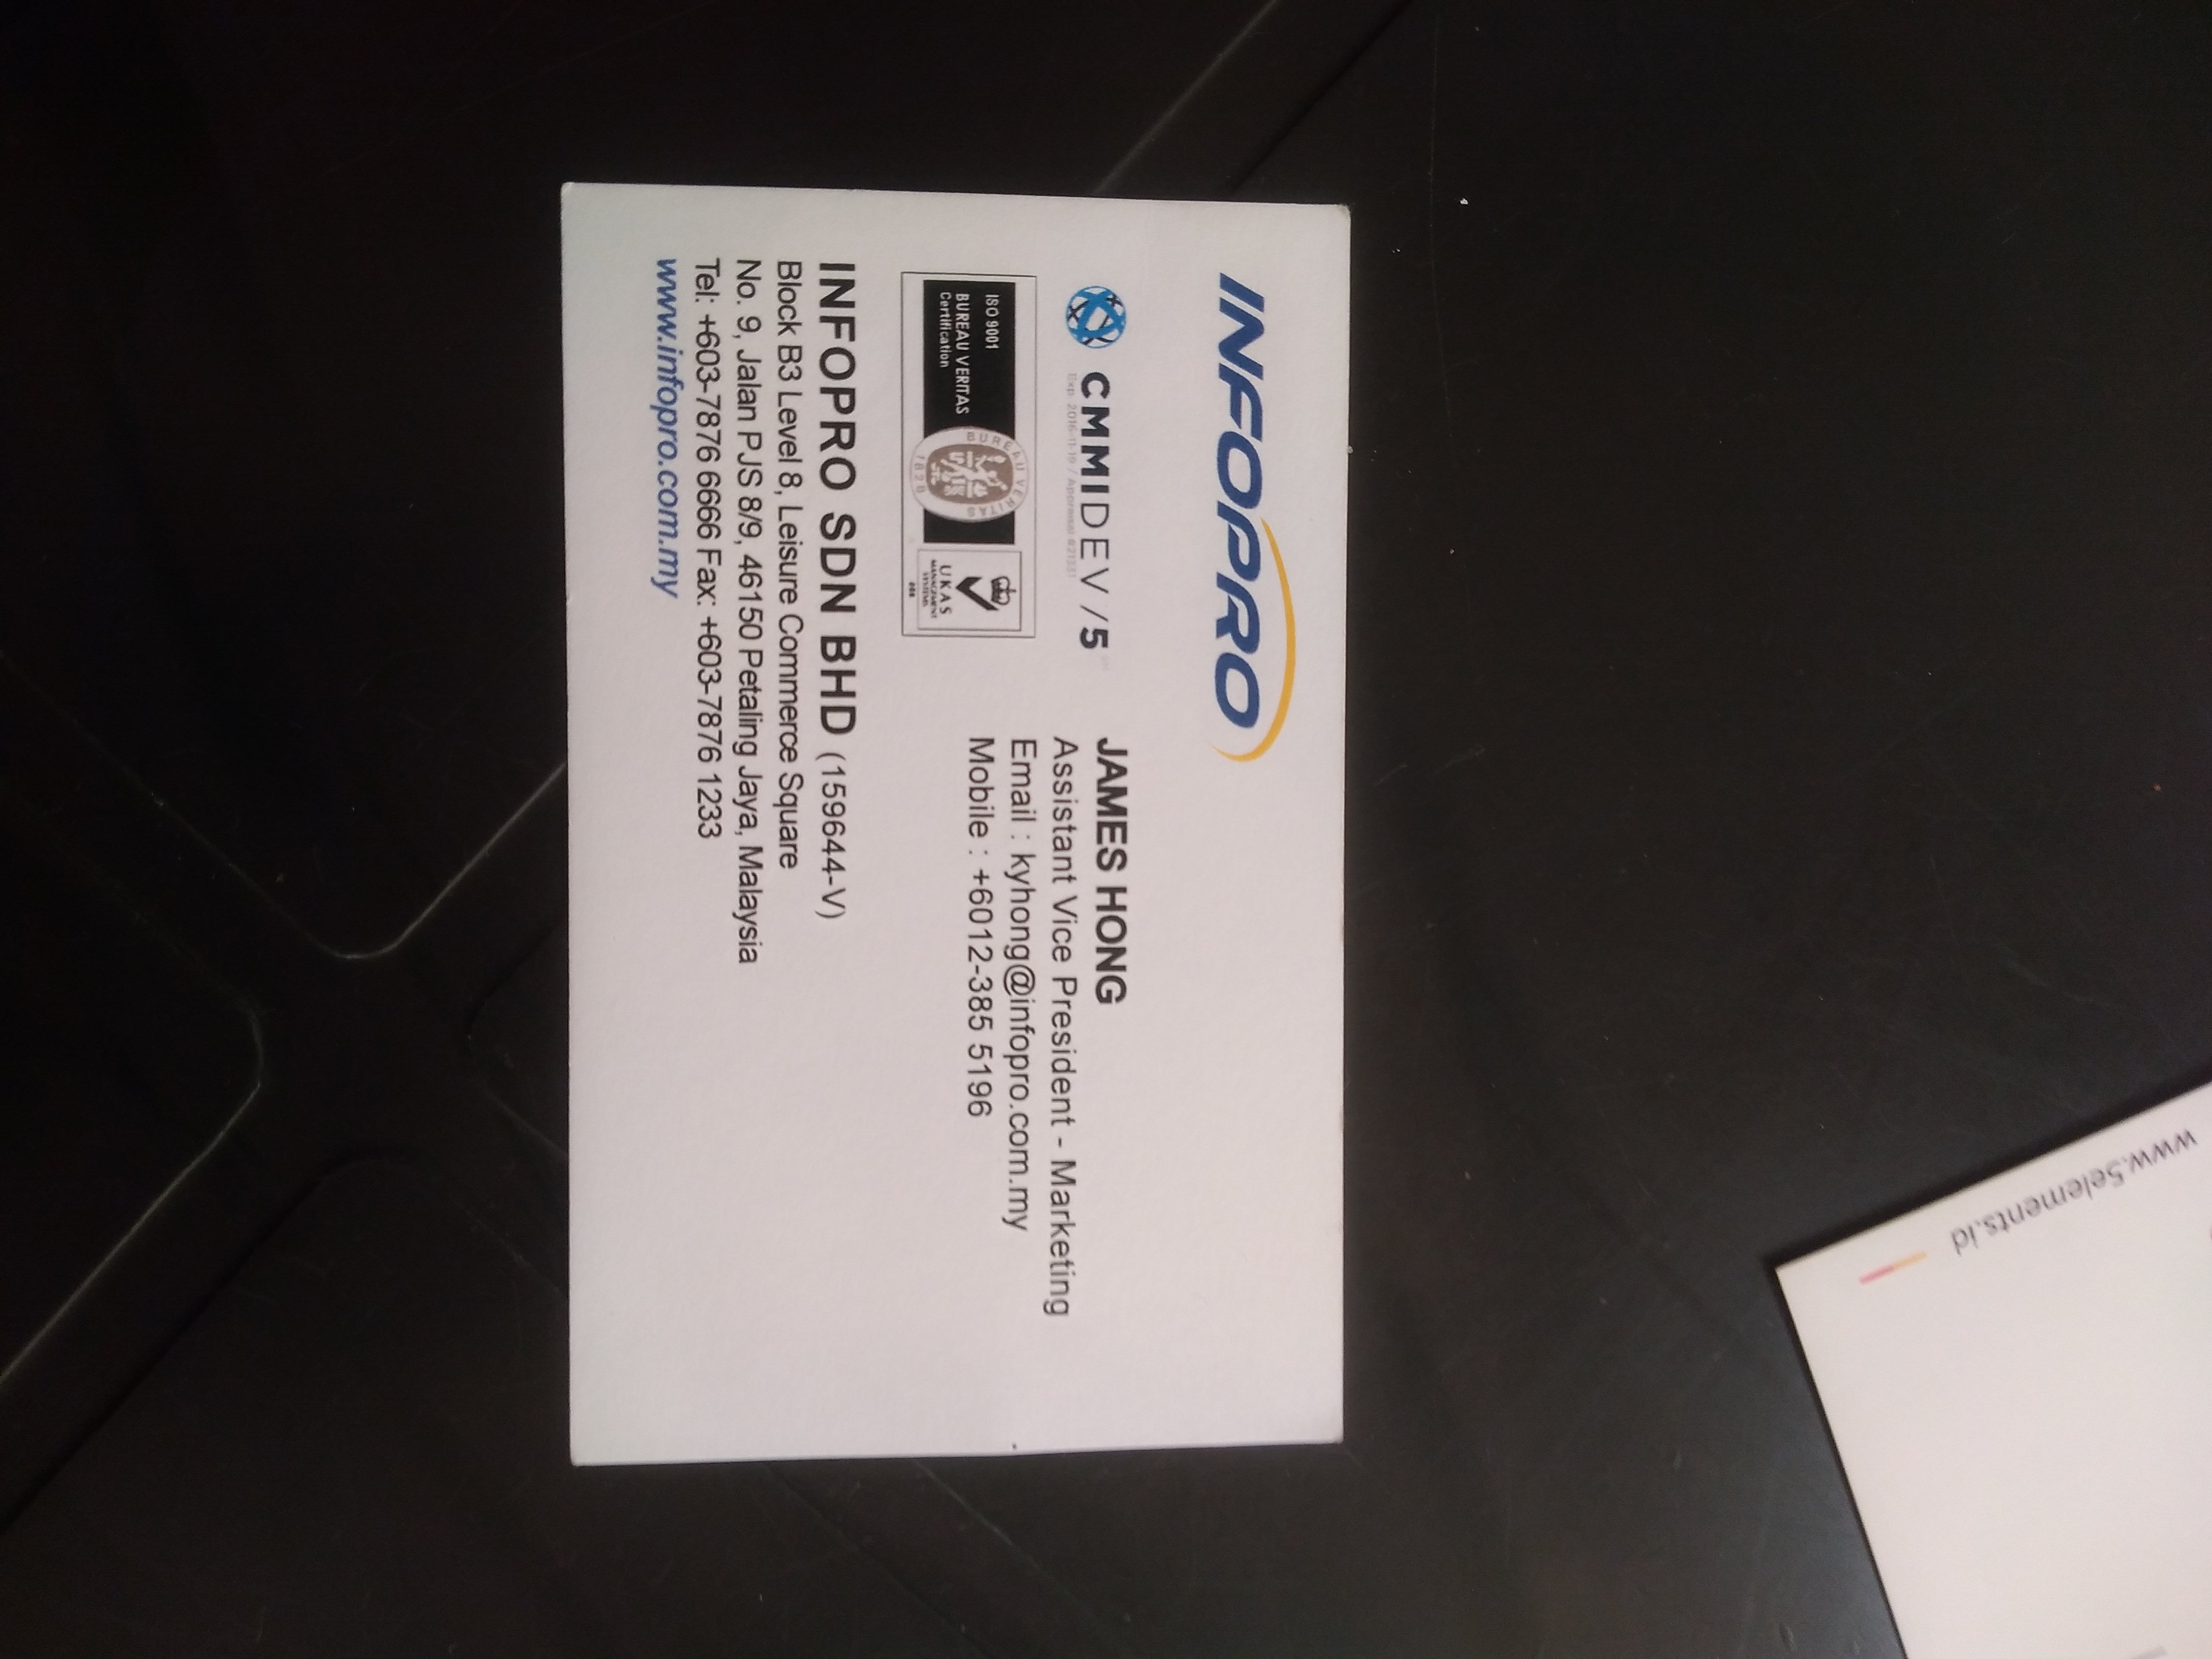 www.5elements.id
INFOPRO
CMMIDEV/5
Exp. 2016-11-19 / Appraisal #21331
ISO 9001
BUREAU VERITAS
Certification
BUREAU VERITAS
1828
UKAS
MANAGEMENT
SYSTEMS
JAMES HONG
Assistant Vice President - Marketing
Email : kyhong@infopro.com.my
Mobile : +6012-385 5196
INFOPRO SDN BHD (159644-V)
Block B3 Level 8, Leisure Commerce Square
No. 9, Jalan PJS 8/9, 46150 Petaling Jaya, Malaysia
Tel: +603-7876 6666 Fax: +603-7876 1233
www.infopro.com.my